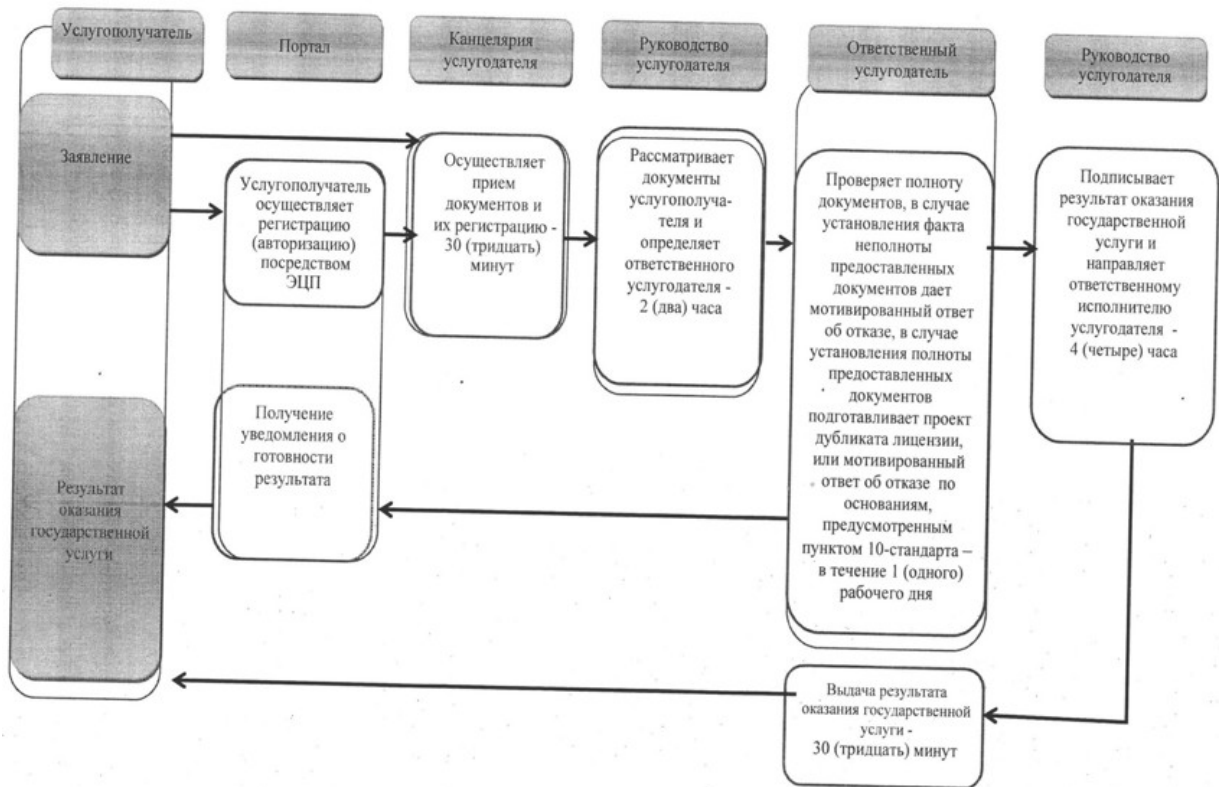 Услугополучатель
Портал
Канцелярия
услугодателя
Руководство
услугодателя
Ответственный
услугодатель
Руководство
услугодателя
Заявление
Услугополучатель
осуществляет
регистрацию
(авторизацию)
посредством
ЭЦП
Осуществляет
прием
документов и
их регистрацию -
30 (тридцать)
минут
Рассматривает
документы
услугополуча-
теля и
определяет
ответственного
услугодателя -
2 (два) часа
Проверяет полноту
документов, в случае
установления факта
неполноты
предоставленных
документов дает
мотивированный ответ
об отказе, в случае
установления полноты
предоставленных
документов
подготавливает проект
дубликата лицензии,
или мотивированный
ответ об отказе по
основаниям,
предусмотренным
пунктом 10-стандарта –
в течение 1 (одного)
рабочего дня
Подписывает
результат оказания
государственной
услуги и
направляет
ответственному
исполнителю
услугодателя -
4 (четыре) часа
Получение
уведомления о
готовности
результата
Результат
оказания
государственной
услуги
Выдача результата
оказания государственной
услуги -
30 (тридцать) минут